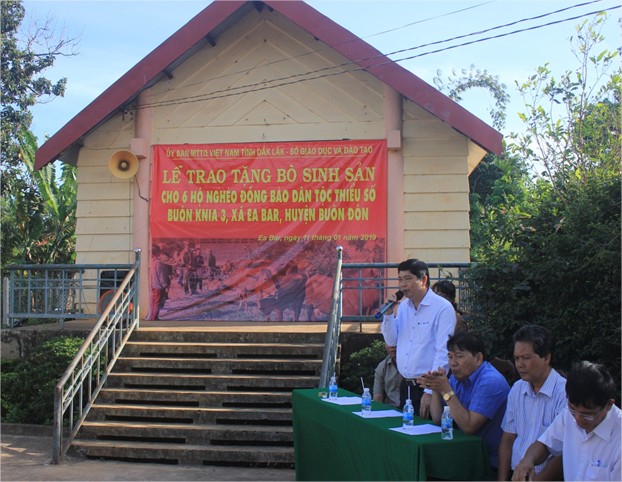 ỦY BAN MTTQ VIỆT NAM TỈNH ĐẮK LẮK - SỞ GIÁO DỤC VÀ ĐÀO TẠO
LỄ TRAO TẶNG BÒ SINH SẢN
CHO 6 HỘ NGHÈO ĐỒNG BÀO DÂN TỘC THIỂU SỐ
BUÔN KNIA 3, XÃ EA BAR, HUYỆN BUÔN ĐÔN
Ea Bar, ngày 11 tháng 01 năm 2019